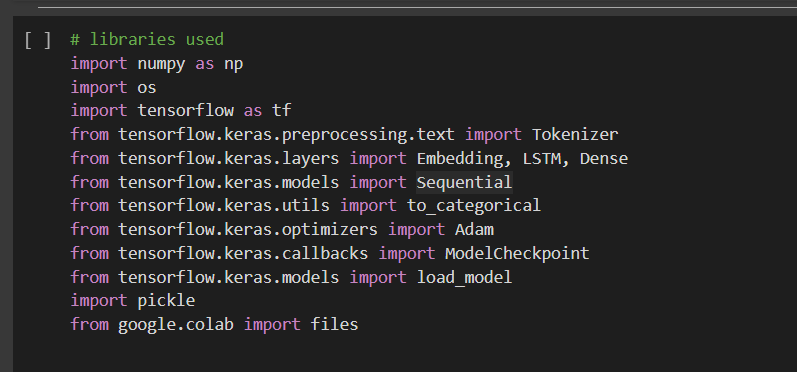 [ ] # libraries used
import numpy as np
import os
import tensorflow as tf
from tensorflow.keras.preprocessing.text import Tokenizer
from tensorflow.keras.layers import Embedding, LSTM, Dense
from tensorflow.keras.models import Sequential
from tensorflow.keras.utils import to_categorical
from tensorflow.keras.optimizers import Adam
from tensorflow.keras.callbacks import ModelCheckpoint
from tensorflow.keras.models import load_model
import pickle
from google.colab import files